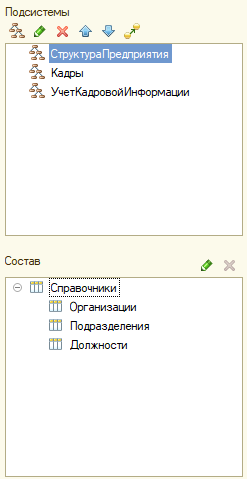 Подсистемы
СтруктураПредприятия
Кадры
УчетКадровойИнформации
Состав
Справочники
Организации
Подразделения
Должности